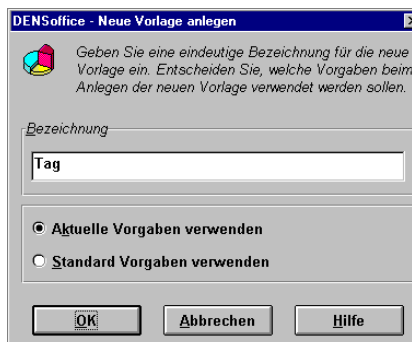 DENSoffice - Neue Vorlage anlegen
Geben Sie eine eindeutige Bezeichnung für die neue
Vorlage ein. Entscheiden Sie, welche Vorgaben beim
Anlegen der neuen Vorlage verwendet werden sollen.
Bezeichnung
Tag
Aktuelle Vorgaben verwenden
Standard Vorgaben verwenden
OK Abbrechen Hilfe